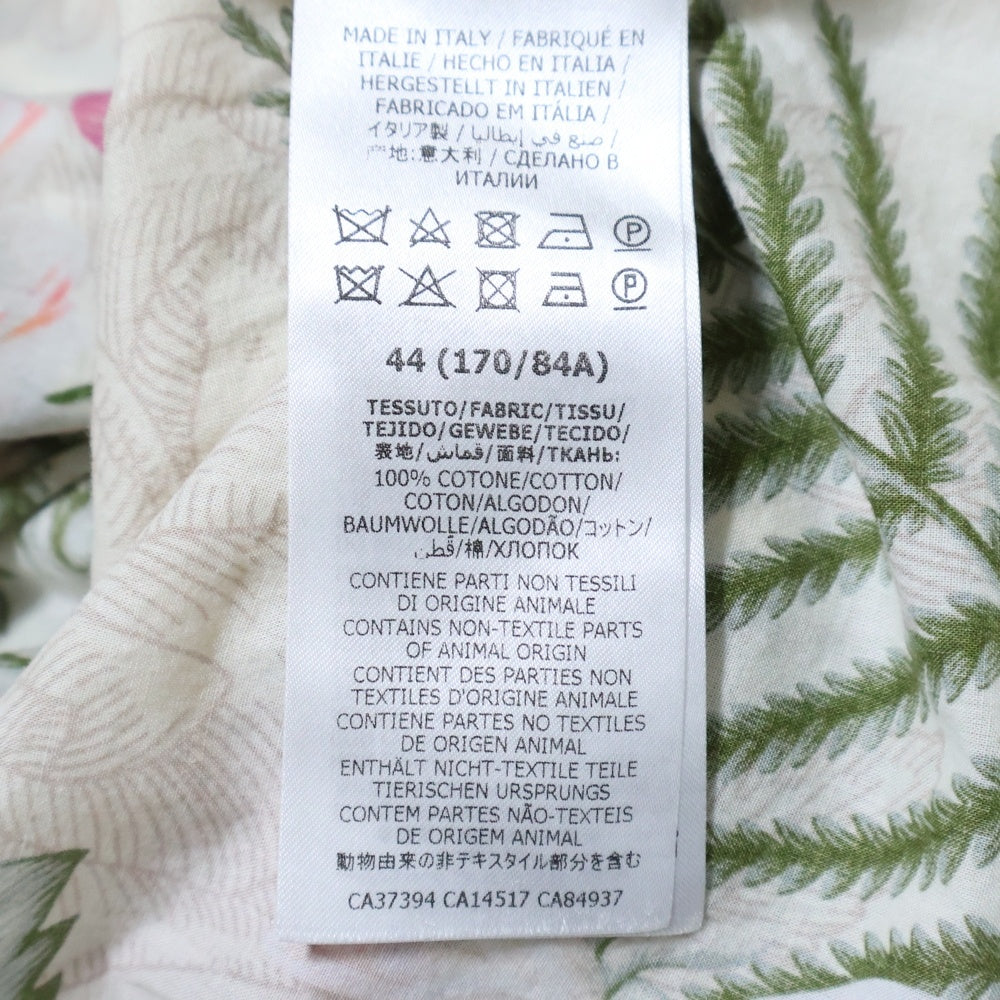 MADE IN ITALY / FABRIQUÉ EN
ITALIE / HECHO EN ITALIA /
HERGESTELLT IN ITALIEN /
FABRICADO EM ITÁLIA /
イタリア製 / صنع في إيطاليا /
产地:意大利 / СДЕЛАНО В
ИТАЛИИ
P
P
44 (170/84A)
TESSUTO/FABRIC/TISSU/
TEJIDO/GEWEBE/TECIDO/
表地/قماش/面料/ТКАНЬ:
100% COTONE/COTTON/
COTON/ALGODON/
BAUMWOLLE/ALGODÃO/コットン/
قُطن/棉/ХЛОПОК
CONTIENE PARTI NON TESSILI
DI ORIGINE ANIMALE
CONTAINS NON-TEXTILE PARTS
OF ANIMAL ORIGIN
CONTIENT DES PARTIES NON
TEXTILES D'ORIGINE ANIMALE
CONTIENE PARTES NO TEXTILES
DE ORIGEN ANIMAL
ENTHÄLT NICHT-TEXTILE TEILE
TIERISCHEN URSPRUNGS
CONTEM PARTES NÃO-TEXTEIS
DE ORIGEM ANIMAL
動物由来の非テキスタイル部分を含む
CA37394 CA14517 CA84937